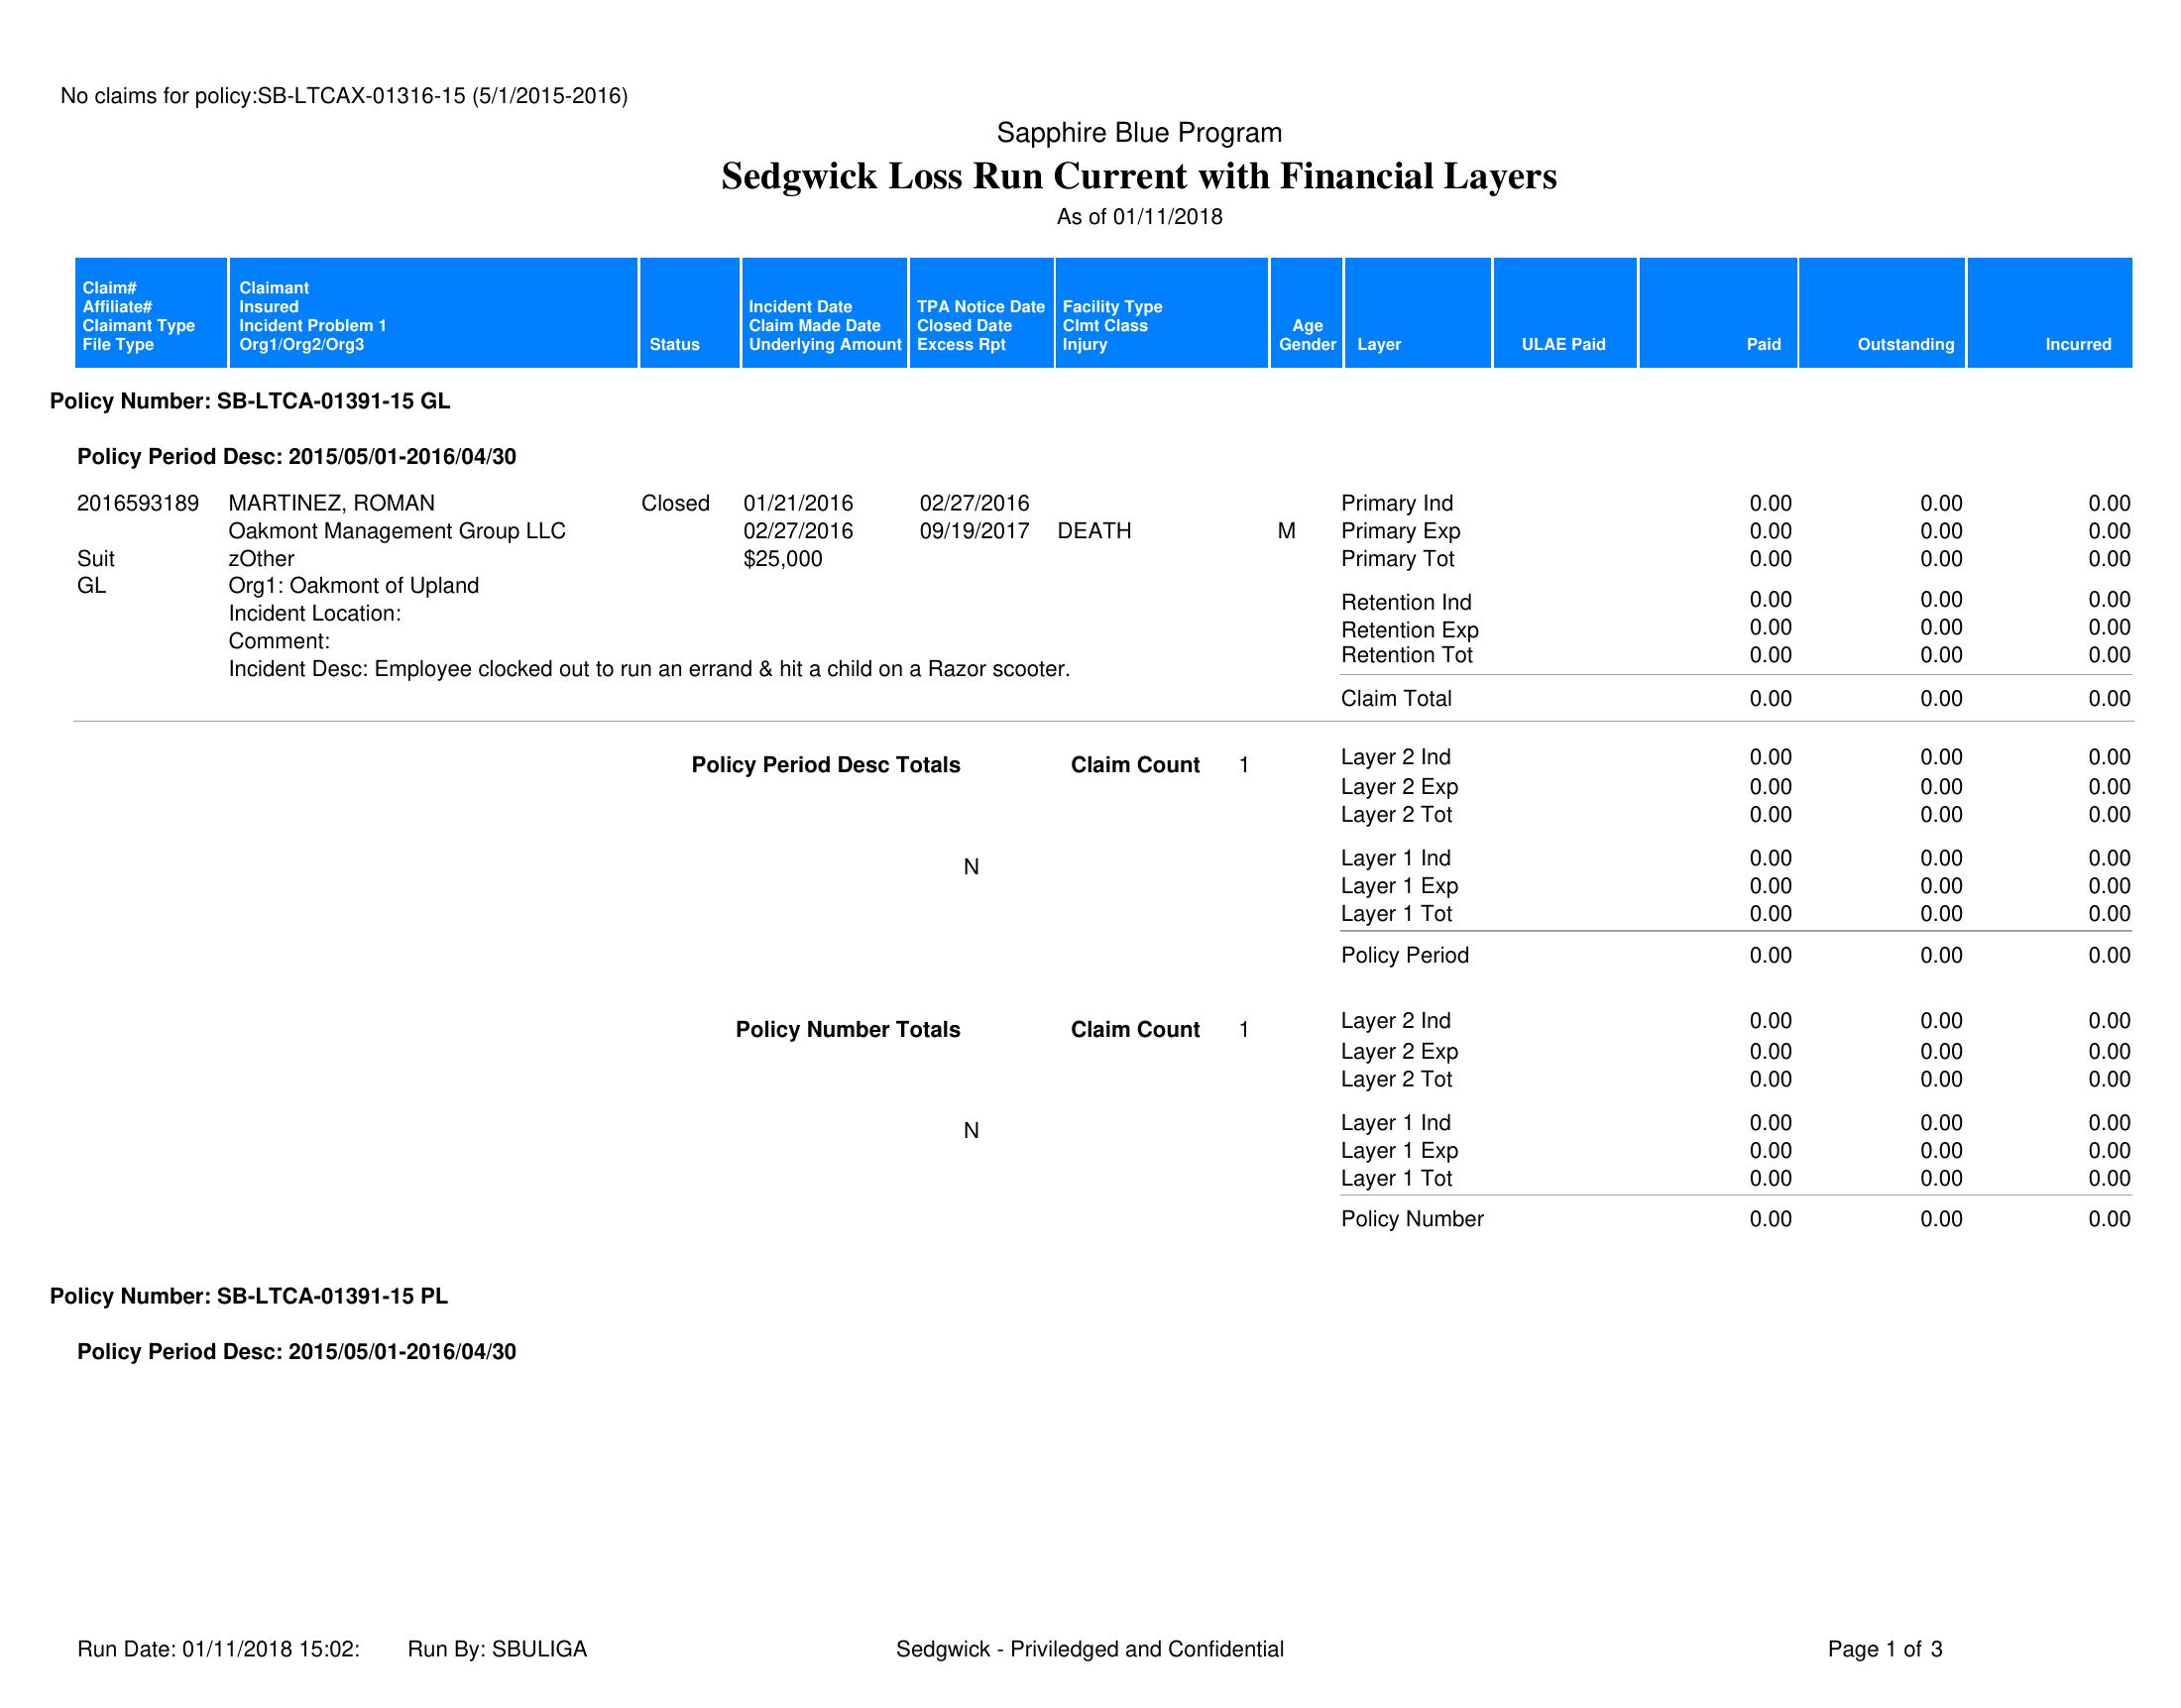 No claims for policy:SB-LTCAX-01316-15 (5/1/2015-2016)
Sapphire Blue Program
Sedgwick Loss Run Current with Financial Layers
As of 01/11/2018
Claim#
Affiliate#
Claimant Type
File Type
Claimant
Insured
Incident Problem 1
Org1/Org2/Org3
Status
Incident Date
Claim Made Date
Underlying Amount
TPA Notice Date
Closed Date
Excess Rpt
Facility Type
Clmt Class
Injury
Age
Gender
Layer
ULAE Paid
Paid
Outstanding
Incurred
Policy Number: SB-LTCA-01391-15 GL
Policy Period Desc: 2015/05/01-2016/04/30
2016593189 MARTINEZ, ROMAN Closed 01/21/2016 02/27/2016 Primary Ind 0.00 0.00 0.00
Oakmont Management Group LLC 02/27/2016 09/19/2017 DEATH M Primary Exp 0.00 0.00 0.00
Suit zOther $25,000 Primary Tot 0.00 0.00 0.00
GL Org1: Oakmont of Upland Retention Ind 0.00 0.00 0.00
Incident Location: Retention Exp 0.00 0.00 0.00
Comment: Retention Tot 0.00 0.00 0.00
Incident Desc: Employee clocked out to run an errand & hit a child on a Razor scooter.
Claim Total 0.00 0.00 0.00
Policy Period Desc Totals Claim Count 1 Layer 2 Ind 0.00 0.00 0.00
Layer 2 Exp 0.00 0.00 0.00
Layer 2 Tot 0.00 0.00 0.00
N Layer 1 Ind 0.00 0.00 0.00
Layer 1 Exp 0.00 0.00 0.00
Layer 1 Tot 0.00 0.00 0.00
Policy Period 0.00 0.00 0.00
Policy Number Totals Claim Count 1 Layer 2 Ind 0.00 0.00 0.00
Layer 2 Exp 0.00 0.00 0.00
Layer 2 Tot 0.00 0.00 0.00
N Layer 1 Ind 0.00 0.00 0.00
Layer 1 Exp 0.00 0.00 0.00
Layer 1 Tot 0.00 0.00 0.00
Policy Number 0.00 0.00 0.00
Policy Number: SB-LTCA-01391-15 PL
Policy Period Desc: 2015/05/01-2016/04/30
Run Date: 01/11/2018 15:02: Run By: SBULIGA Sedgwick - Priviledged and Confidential Page 1 of 3